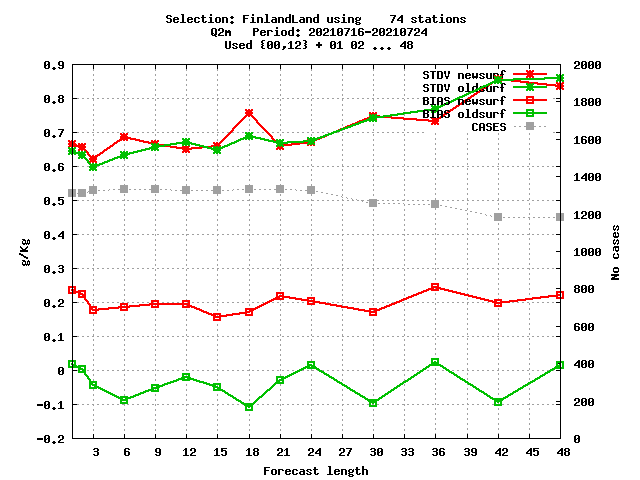 Selection: FinlandLand using    74 stations
Q2m   Period: 20210716-20210724
Used {00,12} + 01 02 ... 48
STDV newsurf
STDV oldsurf
BIAS newsurf
BIAS oldsurf
CASES
0,9
0,8
0,7
0,6
0,5
0,4
0,3
0,2
0,1
0
-0,1
-0,2
g/Kg
2000
1800
1600
1400
1200
1000
800
600
400
200
0
No cases
3 6 9 12 15 18 21 24 27 30 33 36 39 42 45 48
Forecast length